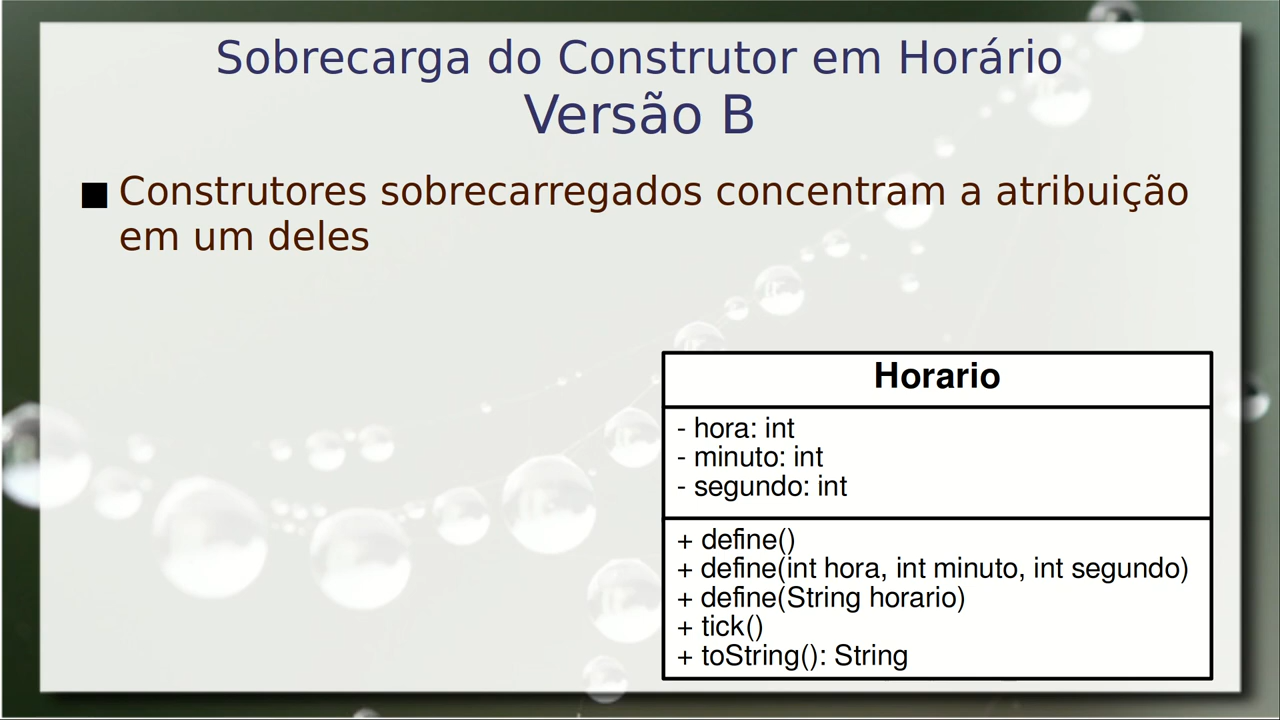 Sobrecarga do Construtor em Horário
Versão B
Construtores sobrecarregados concentram a atribuição
em um deles
Horario
- hora: int
- minuto: int
- segundo: int
+ define()
+ define(int hora, int minuto, int segundo)
+ define(String horario)
+ tick()
+ toString(): String